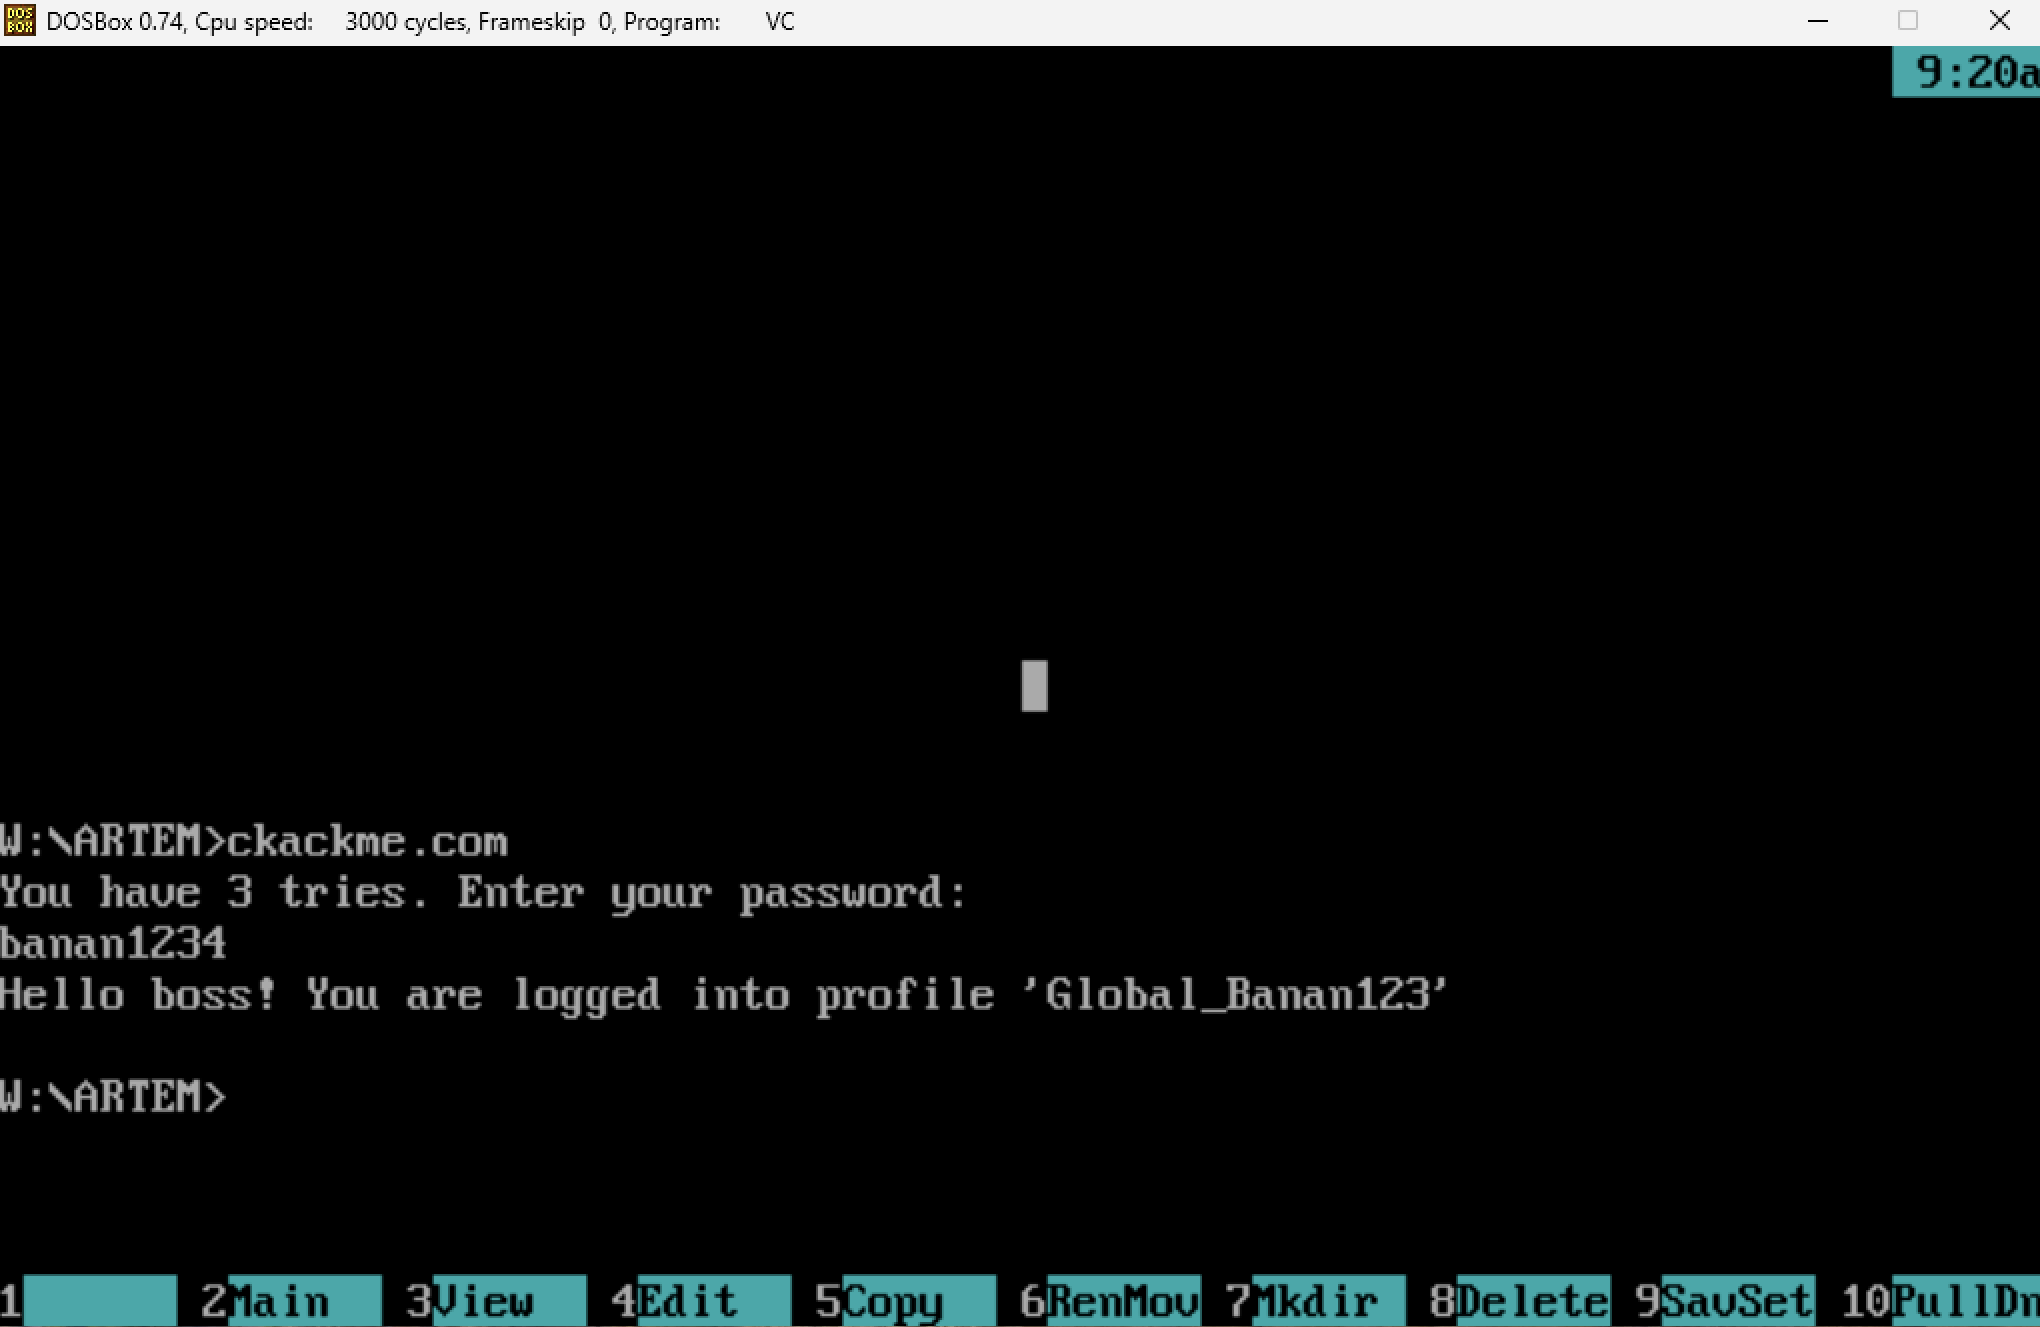 DOSBox 0.74, Cpu speed: 3000 cycles, Frameskip 0, Program: VC
9:20a
W:\ARTEM>ckackme.com
You have 3 tries. Enter your password:
banan1234
Hello boss! You are logged into profile 'Global_Banan123'
W:\ARTEM>
1 2Main 3View 4Edit 5Copy 6RenMov 7Mkdir 8Delete 9SavSet 10PullDn